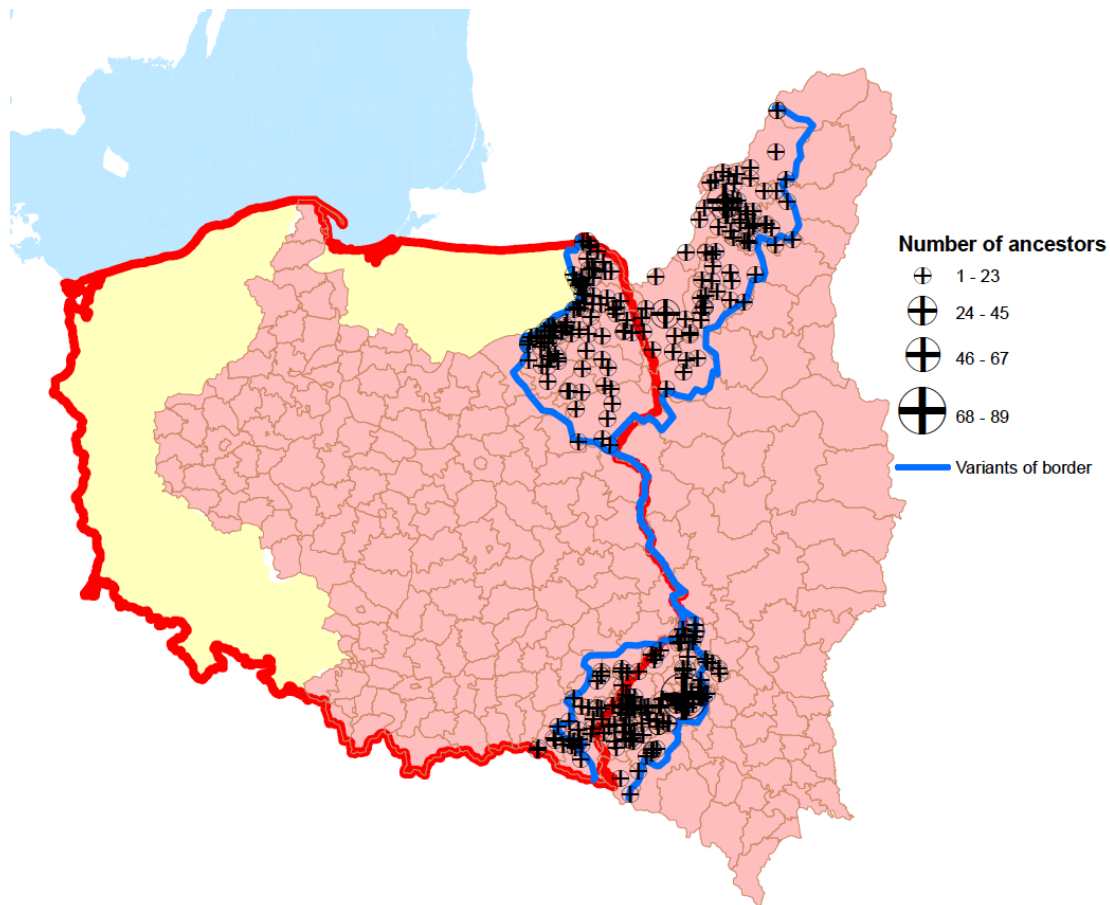 Number of ancestors
1 - 23
24 - 45
46 - 67
68 - 89
Variants of border